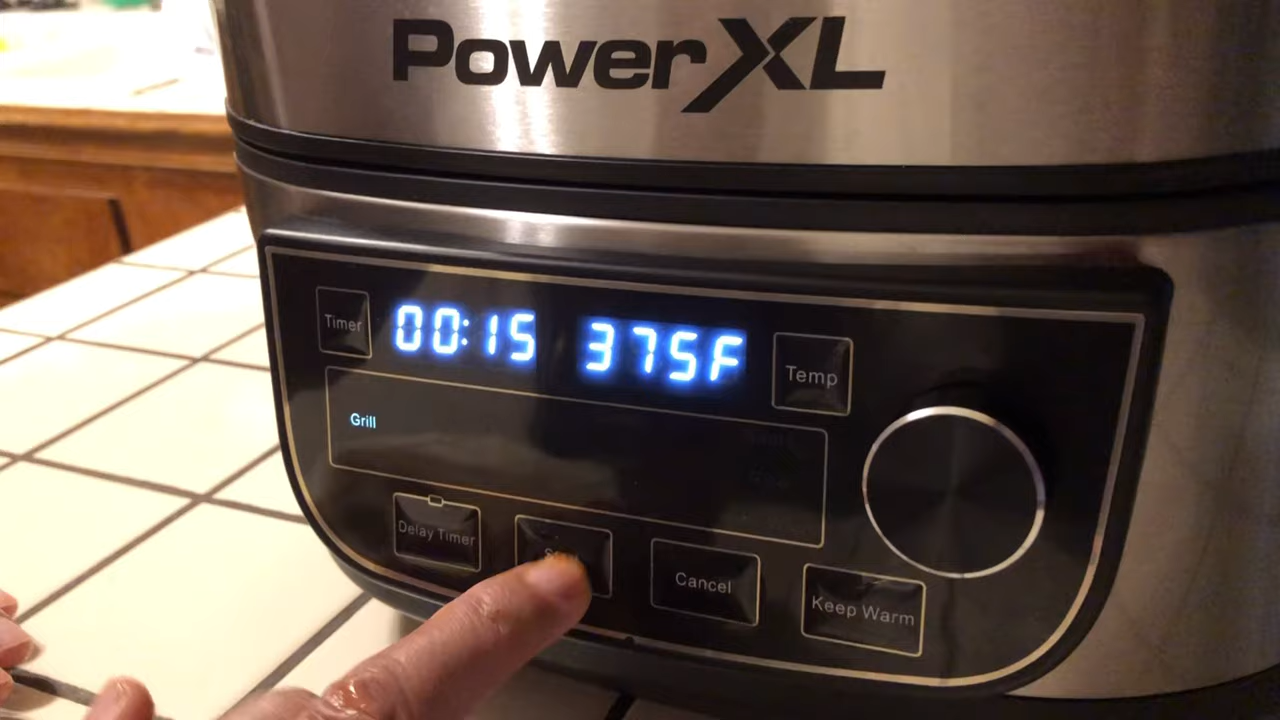 PowerXL
Timer
00:15
375F
Temp
Grill
Delay Timer
Cancel
Keep Warm